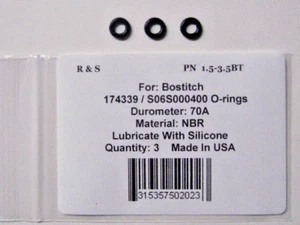 R & S PN 1.5-3.5BT
For: Bostitch
174339 / S06S000400 O-rings
Durometer: 70A
Material: NBR
Lubricate With Silicone
Quantity: 3 Made In USA
315357502023